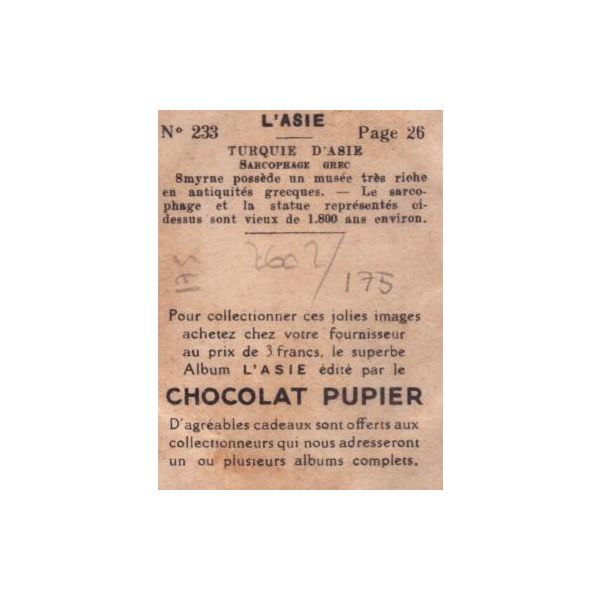 L'ASIE
N° 233 Page 26
TURQUIE D'ASIE
SARCOPHAGE GREC
Smyrne possède un musée très riche
en antiquités grecques. — Le sarco-
phage et la statue représentés ci-
dessus sont vieux de 1.800 ans environ.
175
2602/175
Pour collectionner ces jolies images
achetez chez votre fournisseur
au prix de 3 francs, le superbe
Album L'ASIE édité par le
CHOCOLAT PUPIER
D'agréables cadeaux sont offerts aux
collectionneurs qui nous adresseront
un ou plusieurs albums complets.